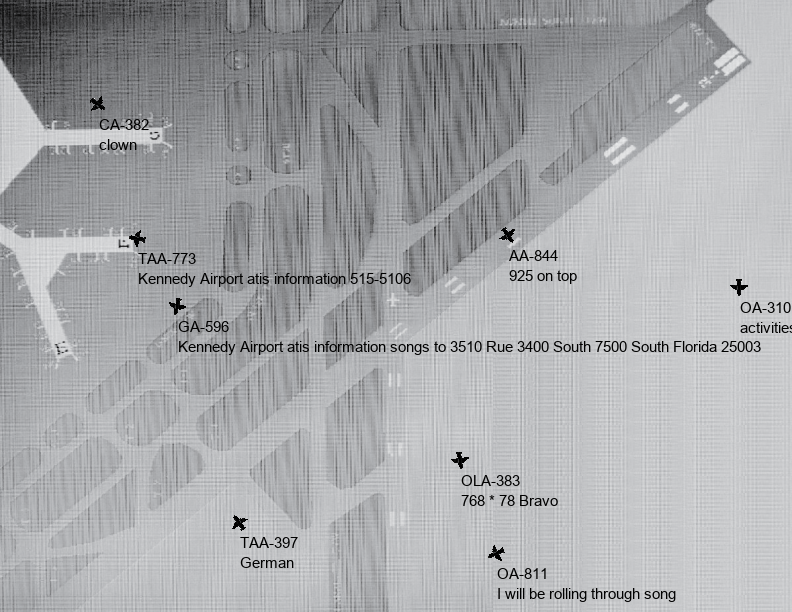 CA-382
clown
TAA-773
Kennedy Airport atis information 515-5106
AA-844
925 on top
OA-310
activities
GA-596
Kennedy Airport atis information songs to 3510 Rue 3400 South 7500 South Florida 25003
OLA-383
768 * 78 Bravo
TAA-397
German
OA-811
I will be rolling through song